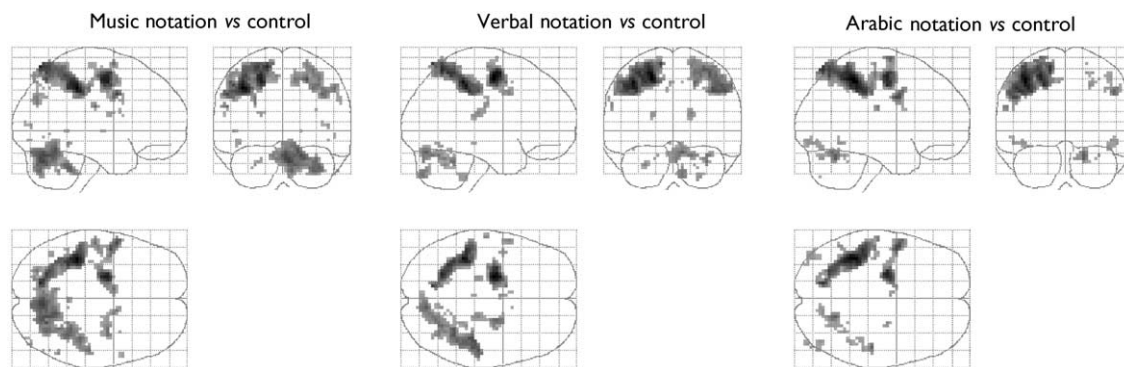 Music notation vs control
Verbal notation vs control
Arabic notation vs control